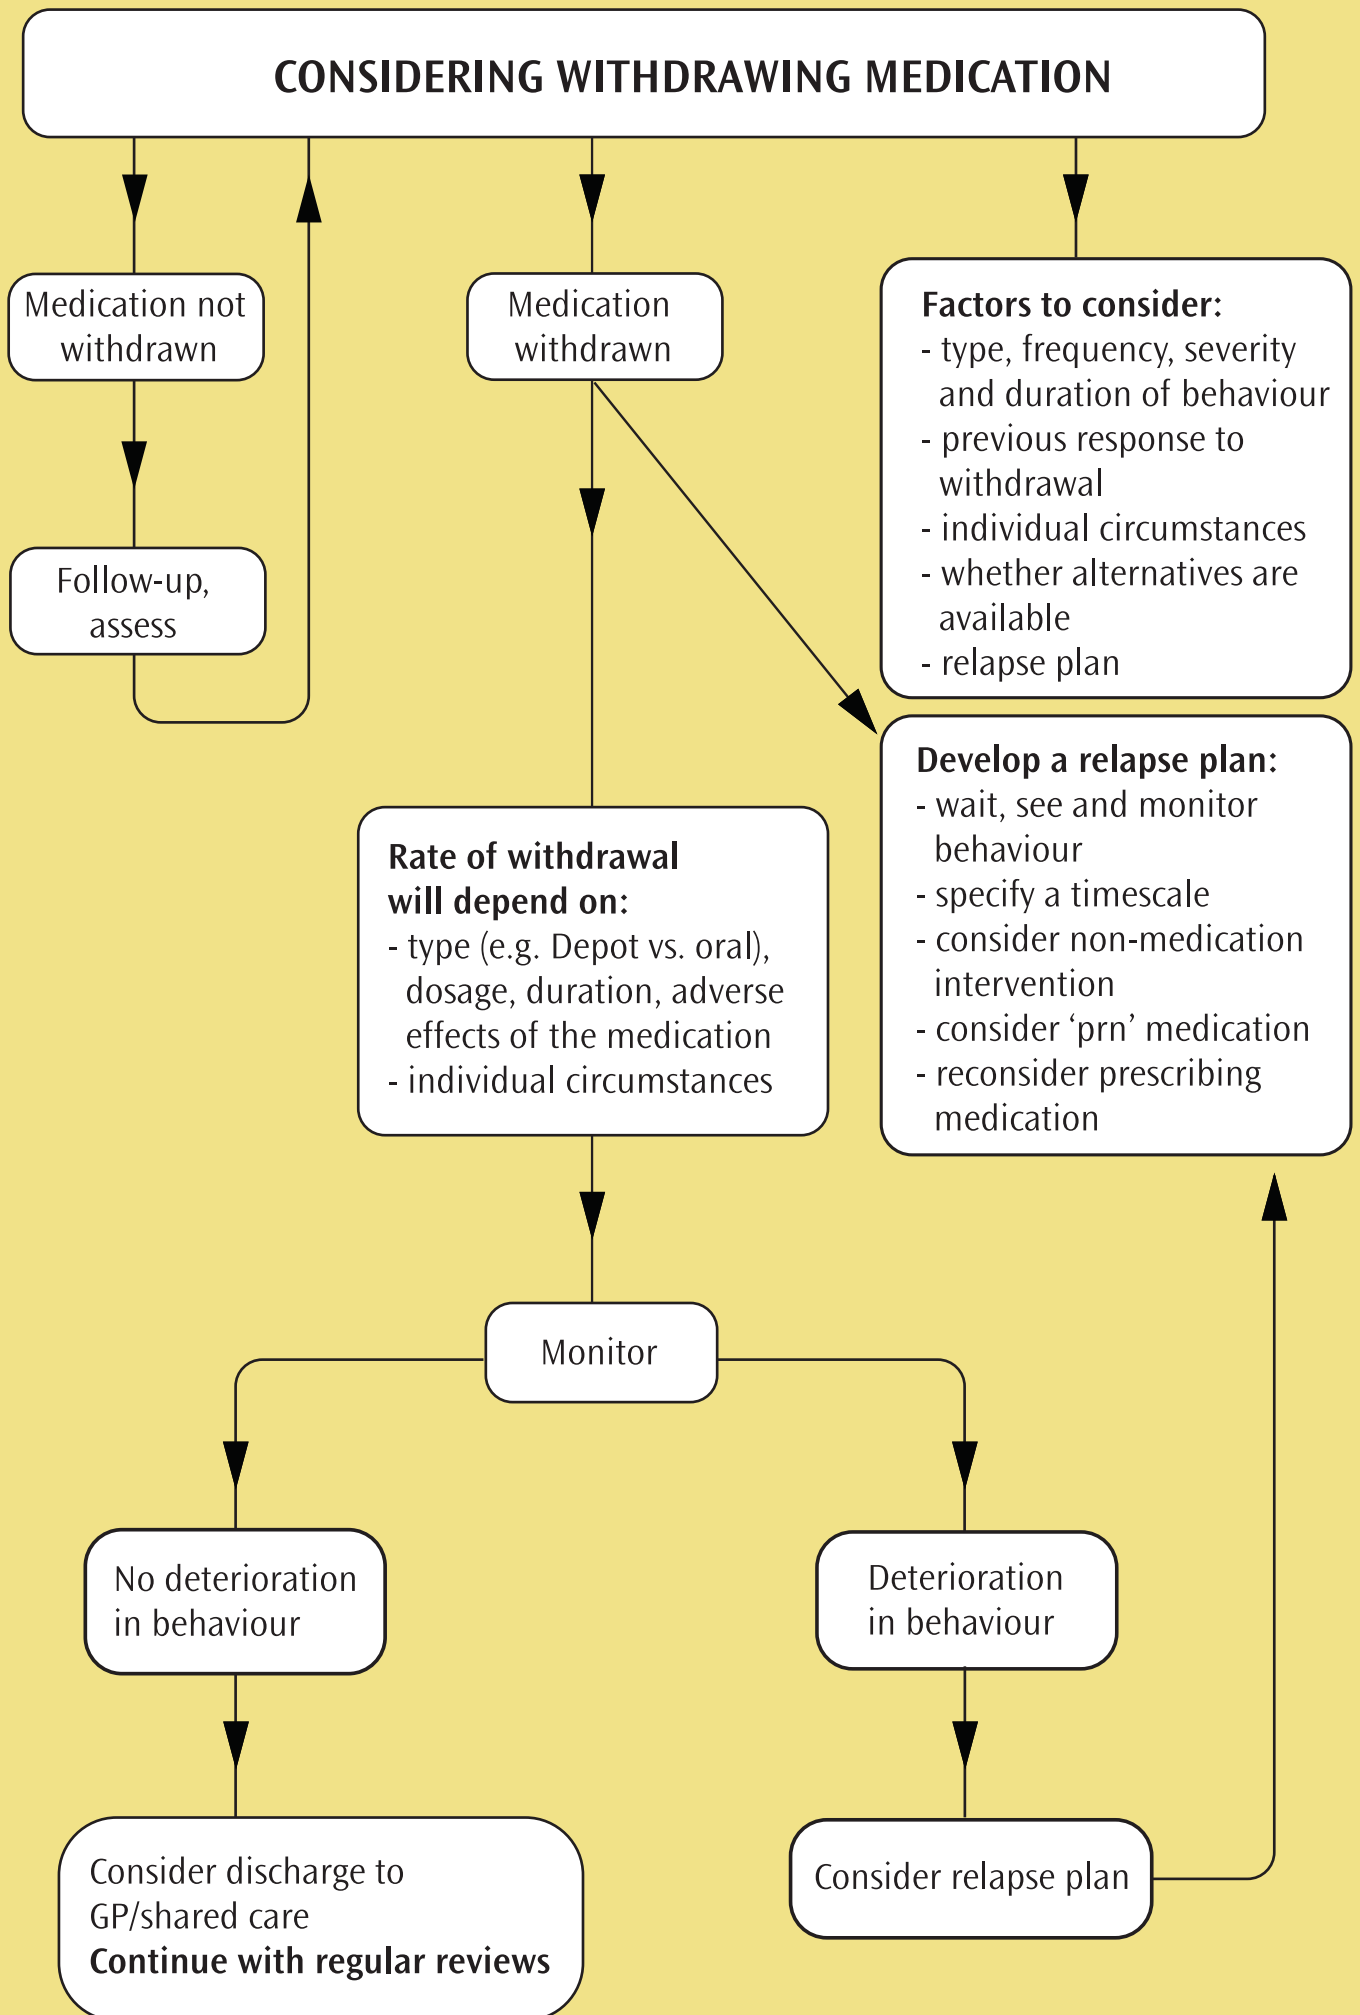 CONSIDERING WITHDRAWING MEDICATION
Medication not
withdrawn
Follow-up,
assess
Medication
withdrawn
Factors to consider:
- type, frequency, severity
and duration of behaviour
- previous response to
withdrawal
- individual circumstances
- whether alternatives are
available
- relapse plan
Develop a relapse plan:
- wait, see and monitor
behaviour
- specify a timescale
- consider non-medication
intervention
- consider ‘prn’ medication
- reconsider prescribing
medication
Rate of withdrawal
will depend on:
- type (e.g. Depot vs. oral),
dosage, duration, adverse
effects of the medication
- individual circumstances
Monitor
No deterioration
in behaviour
Deterioration
in behaviour
Consider discharge to
GP/shared care
Continue with regular reviews
Consider relapse plan